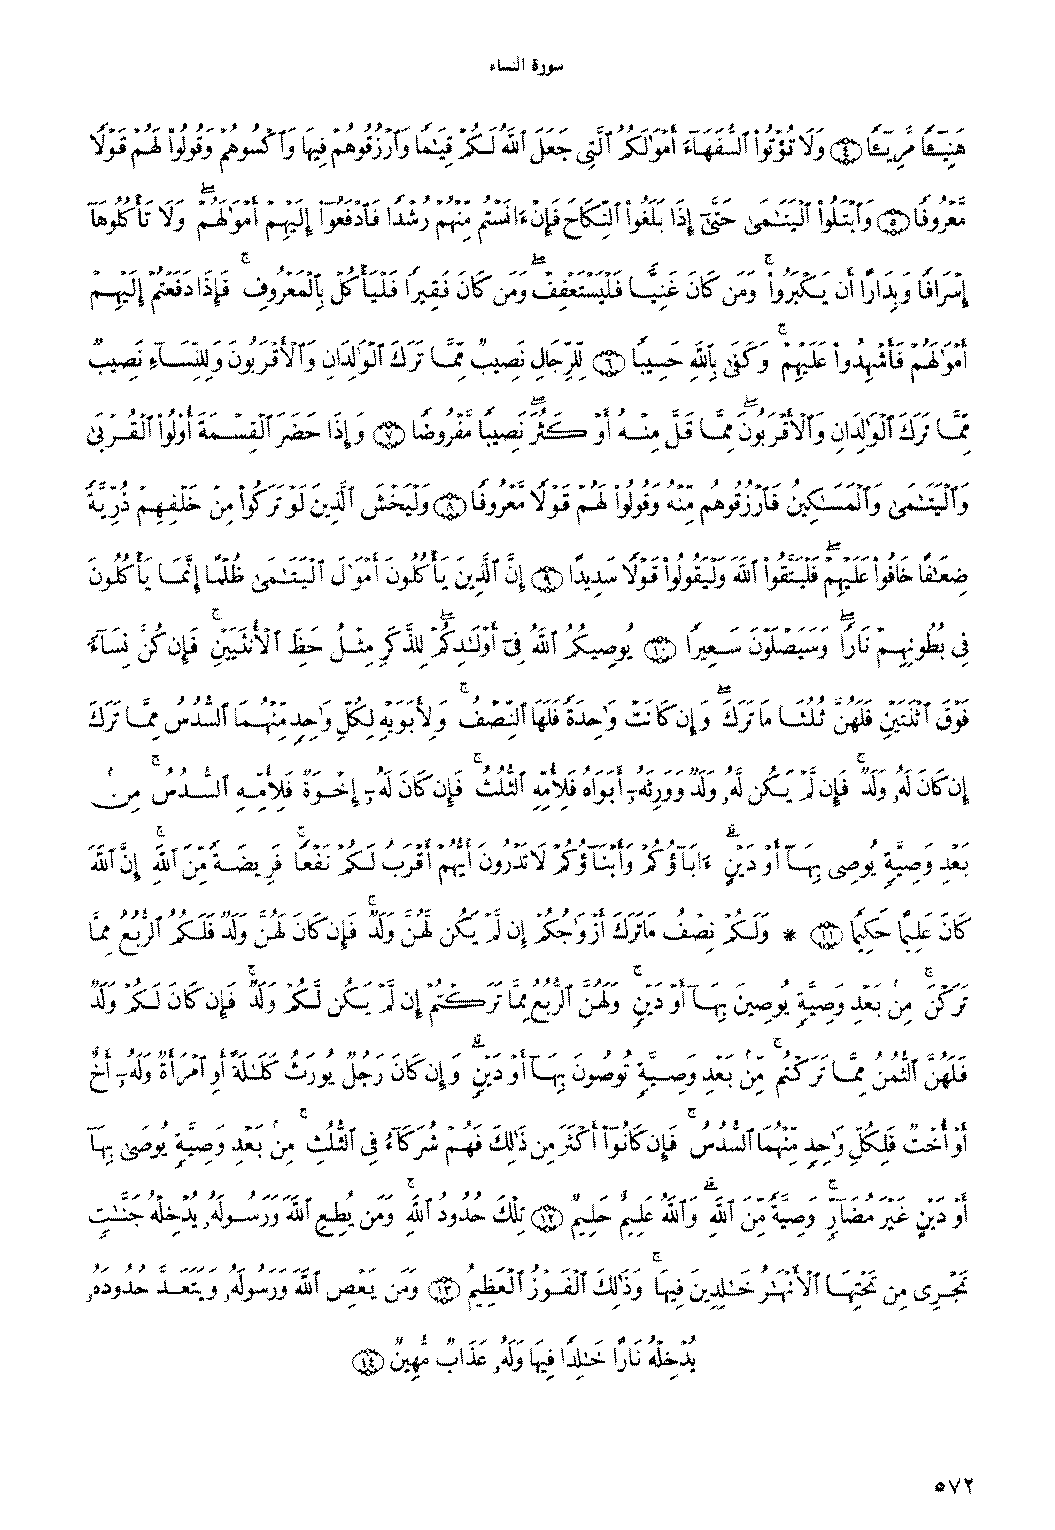 سورة النساء
هَنِيٓـًٔا مَّرِيٓـًٔا ﴿٤﴾ وَلَا تُؤْتُوا۟ ٱلسُّفَهَآءَ أَمْوَٰلَكُمُ ٱلَّتِى جَعَلَ ٱللَّهُ لَكُمْ قِيَـٰمًا وَٱرْزُقُوهُمْ فِيهَا وَٱكْسُوهُمْ وَقُولُوا۟ لَهُمْ قَوْلًا
مَّعْرُوفًا ﴿٥﴾ وَٱبْتَلُوا۟ ٱلْيَتَـٰمَىٰ حَتَّىٰٓ إِذَا بَلَغُوا۟ ٱلنِّكَاحَ فَإِنْ ءَانَسْتُم مِّنْهُمْ رُشْدًا فَٱدْفَعُوٓا۟ إِلَيْهِمْ أَمْوَٰلَهُمْ ۖ وَلَا تَأْكُلُوهَآ
إِسْرَافًا وَبِدَارًا أَن يَكْبَرُوا۟ ۚ وَمَن كَانَ غَنِيًّا فَلْيَسْتَعْفِفْ ۖ وَمَن كَانَ فَقِيرًا فَلْيَأْكُلْ بِٱلْمَعْرُوفِ ۚ فَإِذَا دَفَعْتُمْ إِلَيْهِمْ
أَمْوَٰلَهُمْ فَأَشْهِدُوا۟ عَلَيْهِمْ ۚ وَكَفَىٰ بِٱللَّهِ حَسِيبًا ﴿٦﴾ لِّلرِّجَالِ نَصِيبٌ مِّمَّا تَرَكَ ٱلْوَٰلِدَانِ وَٱلْأَقْرَبُونَ وَلِلنِّسَآءِ نَصِيبٌ
مِّمَّا تَرَكَ ٱلْوَٰلِدَانِ وَٱلْأَقْرَبُونَ ۖ مِمَّا قَلَّ مِنْهُ أَوْ كَثُرَ ۖ نَصِيبًا مَّفْرُوضًا ﴿٧﴾ وَإِذَا حَضَرَ ٱلْقِسْمَةَ أُو۟لُوا۟ ٱلْقُرْبَىٰ
وَٱلْيَتَـٰمَىٰ وَٱلْمَسَـٰكِينُ فَٱرْزُقُوهُم مِّنْهُ وَقُولُوا۟ لَهُمْ قَوْلًا مَّعْرُوفًا ﴿٨﴾ وَلْيَخْشَ ٱلَّذِينَ لَوْ تَرَكُوا۟ مِنْ خَلْفِهِمْ ذُرِّيَّةً
ضِعَـٰفًا خَافُوا۟ عَلَيْهِمْ ۖ فَلْيَتَّقُوا۟ ٱللَّهَ وَلْيَقُولُوا۟ قَوْلًا سَدِيدًا ﴿٩﴾ إِنَّ ٱلَّذِينَ يَأْكُلُونَ أَمْوَٰلَ ٱلْيَتَـٰمَىٰ ظُلْمًا إِنَّمَا يَأْكُلُونَ
فِى بُطُونِهِمْ نَارًا ۖ وَسَيَصْلَوْنَ سَعِيرًا ﴿١٠﴾ يُوصِيكُمُ ٱللَّهُ فِىٓ أَوْلَـٰدِكُمْ ۖ لِلذَّكَرِ مِثْلُ حَظِّ ٱلْأُنثَيَيْنِ ۚ فَإِن كُنَّ نِسَآءً
فَوْقَ ٱثْنَتَيْنِ فَلَهُنَّ ثُلُثَا مَا تَرَكَ ۖ وَإِن كَانَتْ وَٰحِدَةً فَلَهَا ٱلنِّصْفُ ۚ وَلِأَبَوَيْهِ لِكُلِّ وَٰحِدٍ مِّنْهُمَا ٱلسُّدُسُ مِمَّا تَرَكَ
إِن كَانَ لَهُۥ وَلَدٌ ۚ فَإِن لَّمْ يَكُن لَّهُۥ وَلَدٌ وَوَرِثَهُۥٓ أَبَوَاهُ فَلِأُمِّهِ ٱلثُّلُثُ ۚ فَإِن كَانَ لَهُۥٓ إِخْوَةٌ فَلِأُمِّهِ ٱلسُّدُسُ ۚ مِنۢ
بَعْدِ وَصِيَّةٍ يُوصِى بِهَآ أَوْ دَيْنٍ ۗ ءَابَآؤُكُمْ وَأَبْنَآؤُكُمْ لَا تَدْرُونَ أَيُّهُمْ أَقْرَبُ لَكُمْ نَفْعًا ۚ فَرِيضَةً مِّنَ ٱللَّهِ ۚ إِنَّ ٱللَّهَ
كَانَ عَلِيمًا حَكِيمًا ﴿١١﴾ * وَلَكُمْ نِصْفُ مَا تَرَكَ أَزْوَٰجُكُمْ إِن لَّمْ يَكُن لَّهُنَّ وَلَدٌ ۚ فَإِن كَانَ لَهُنَّ وَلَدٌ فَلَكُمُ ٱلرُّبُعُ مِمَّا
تَرَكْنَ ۚ مِنۢ بَعْدِ وَصِيَّةٍ يُوصِينَ بِهَآ أَوْ دَيْنٍ ۚ وَلَهُنَّ ٱلرُّبُعُ مِمَّا تَرَكْتُمْ إِن لَّمْ يَكُن لَّكُمْ وَلَدٌ ۚ فَإِن كَانَ لَكُمْ وَلَدٌ
فَلَهُنَّ ٱلثُّمُنُ مِمَّا تَرَكْتُم ۚ مِّنۢ بَعْدِ وَصِيَّةٍ تُوصُونَ بِهَآ أَوْ دَيْنٍ ۗ وَإِن كَانَ رَجُلٌ يُورَثُ كَلَـٰلَةً أَوِ ٱمْرَأَةٌ وَلَهُۥٓ أَخٌ
أَوْ أُخْتٌ فَلِكُلِّ وَٰحِدٍ مِّنْهُمَا ٱلسُّدُسُ ۚ فَإِن كَانُوٓا۟ أَكْثَرَ مِن ذَٰلِكَ فَهُمْ شُرَكَآءُ فِى ٱلثُّلُثِ ۚ مِنۢ بَعْدِ وَصِيَّةٍ يُوصَىٰ بِهَآ
أَوْ دَيْنٍ غَيْرَ مُضَآرٍّ ۚ وَصِيَّةً مِّنَ ٱللَّهِ ۗ وَٱللَّهُ عَلِيمٌ حَلِيمٌ ﴿١٢﴾ تِلْكَ حُدُودُ ٱللَّهِ ۚ وَمَن يُطِعِ ٱللَّهَ وَرَسُولَهُۥ يُدْخِلْهُ جَنَّـٰتٍ
تَجْرِى مِن تَحْتِهَا ٱلْأَنْهَـٰرُ خَـٰلِدِينَ فِيهَا ۚ وَذَٰلِكَ ٱلْفَوْزُ ٱلْعَظِيمُ ﴿١٣﴾ وَمَن يَعْصِ ٱللَّهَ وَرَسُولَهُۥ وَيَتَعَدَّ حُدُودَهُۥ
يُدْخِلْهُ نَارًا خَـٰلِدًا فِيهَا وَلَهُۥ عَذَابٌ مُّهِينٌ ﴿١٤﴾
٥٧٢